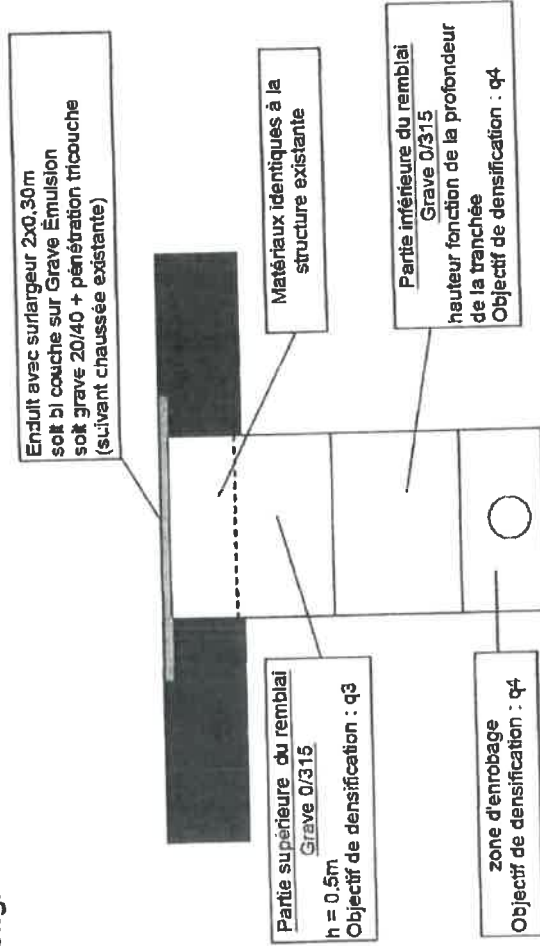 Enduit avec surlargeur 2x0,30m
soit bi couche sur Grave Émulsion
soit grave 20/40 + pénétration tricouche
(suivant chaussée existante)
Matériaux identiques à la
structure existante
Partie supérieure du remblai
Grave 0/315
h = 0.5m
Objectif de densification : q3
Partie inférieure du remblai
Grave 0/315
hauteur fonction de la profondeur
de la tranchée
Objectif de densification : q4
zone d'enrobage
Objectif de densification : q4